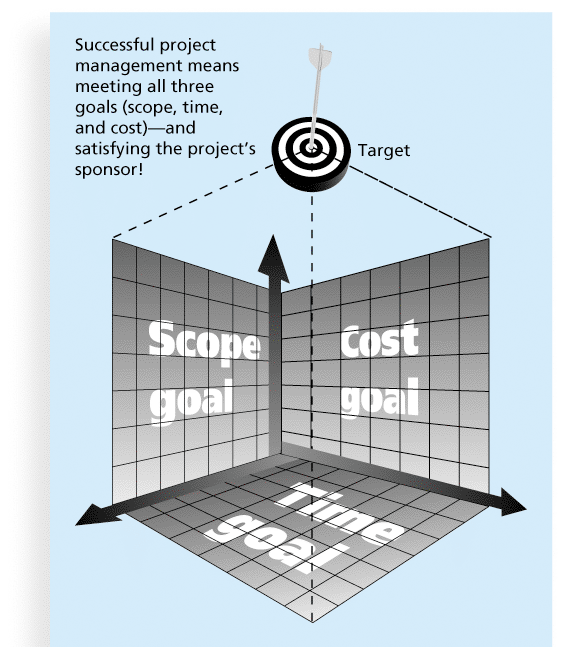 Successful project
management means
meeting all three
goals (scope, time,
and cost)—and
satisfying the project's
sponsor!
Target
Scope
goal
Cost
goal
Time
goal